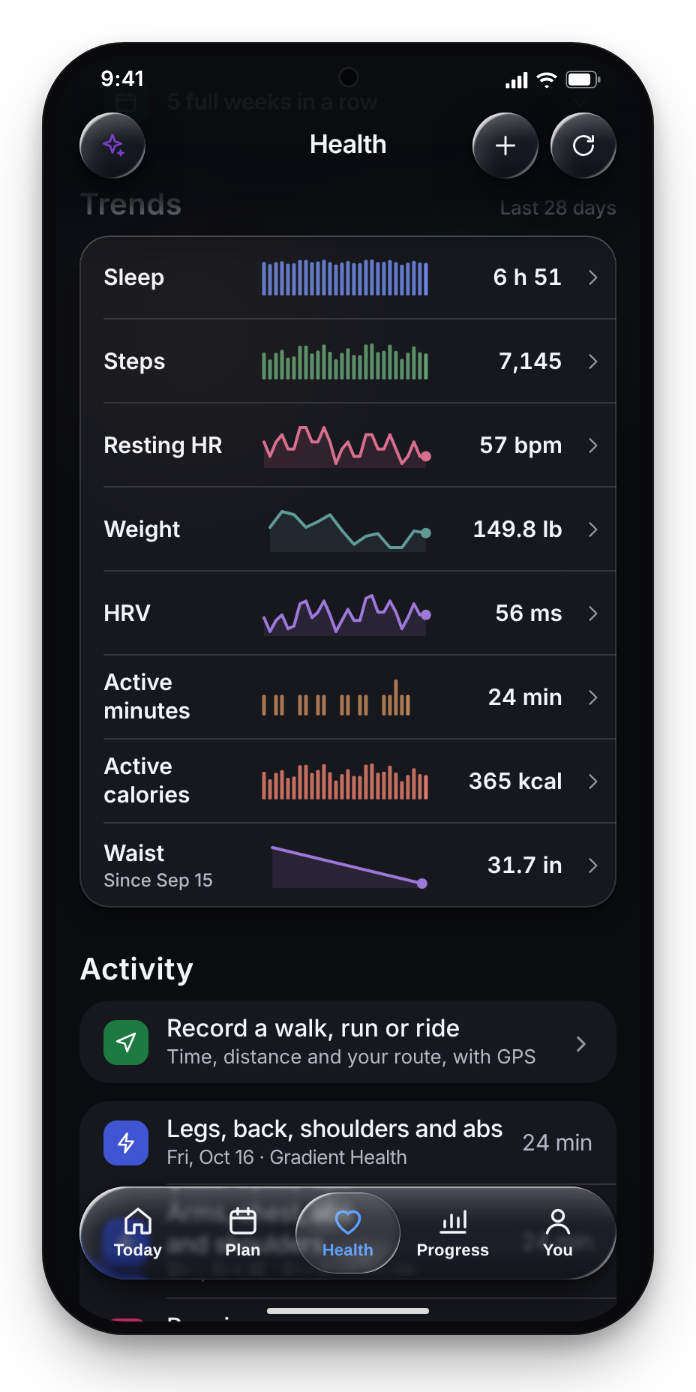 9:41
5 full weeks in a row
Health
Trends
Last 28 days
Sleep
6 h 51
Steps
7,145
Resting HR
57 bpm
Weight
149.8 lb
HRV
56 ms
Active
minutes
24 min
Active
calories
365 kcal
Waist
Since Sep 15
31.7 in
Activity
Record a walk, run or ride
Time, distance and your route, with GPS
Legs, back, shoulders and abs
Fri, Oct 16 · Gradient Health
24 min
Today
Plan
Health
Progress
You